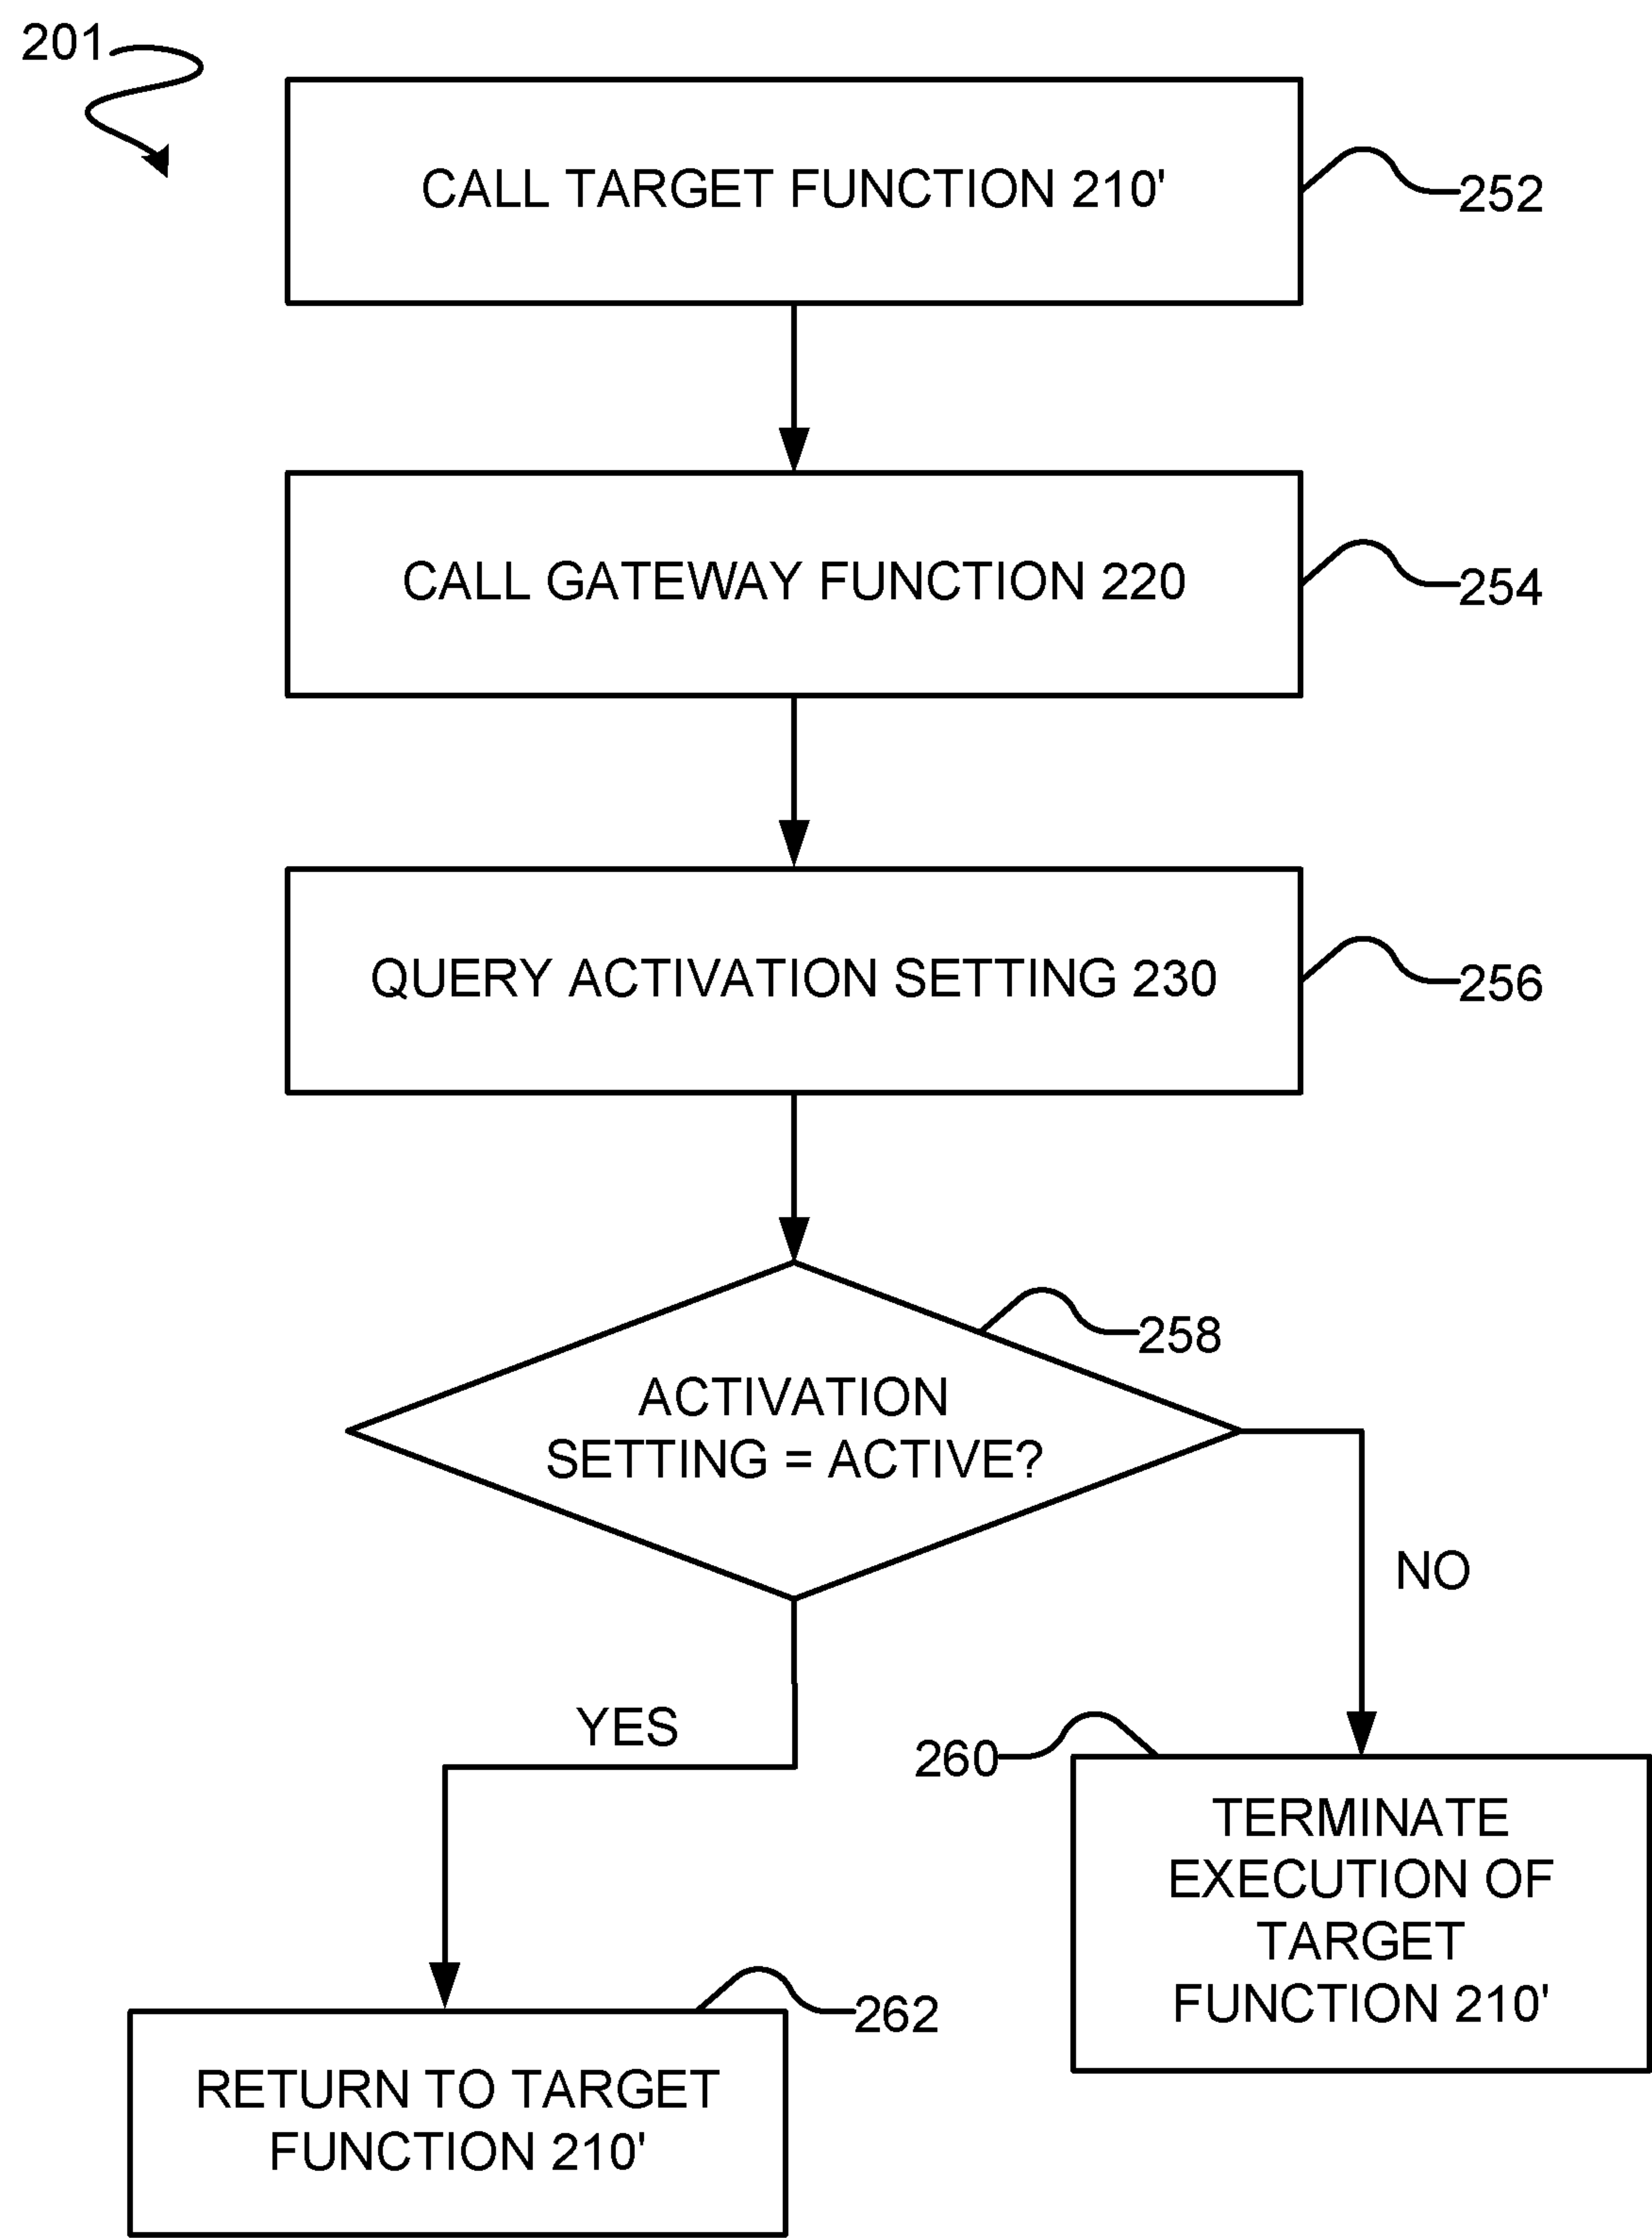 201
CALL TARGET FUNCTION 210'
252
CALL GATEWAY FUNCTION 220
254
QUERY ACTIVATION SETTING 230
256
258
ACTIVATION
SETTING = ACTIVE?
NO
YES
260
TERMINATE
EXECUTION OF
TARGET
FUNCTION 210'
262
RETURN TO TARGET
FUNCTION 210'